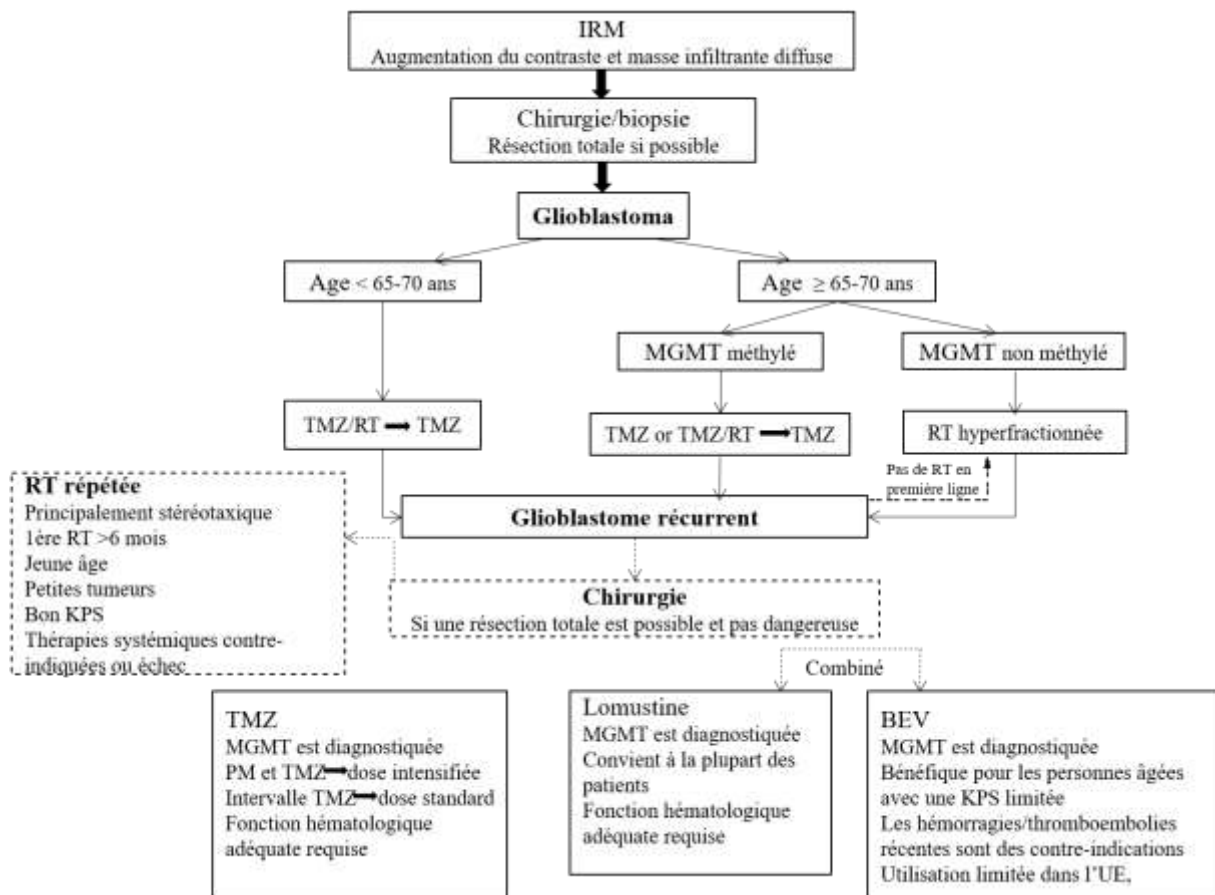 IRM
Augmentation du contraste et masse infiltrante diffuse
Chirurgie/biopsie
Résection totale si possible
Glioblastoma
Age < 65-70 ans
Age ≥ 65-70 ans
MGMT méthylé
MGMT non méthylé
TMZ/RT → TMZ
TMZ or TMZ/RT → TMZ
RT hyperfractionnée
Pas de RT en
première ligne
RT répétée
Principalement stéréotaxique
1ère RT >6 mois
Jeune âge
Petites tumeurs
Bon KPS
Thérapies systémiques contre-
indiquées ou échec
Glioblastome récurrent
Chirurgie
Si une résection totale est possible et pas dangereuse
Combiné
TMZ
MGMT est diagnostiquée
PM et TMZ→dose intensifiée
Intervalle TMZ→dose standard
Fonction hématologique
adéquate requise
Lomustine
MGMT est diagnostiquée
Convient à la plupart des
patients
Fonction hématologique
adéquate requise
BEV
MGMT est diagnostiquée
Bénéfique pour les personnes âgées
avec une KPS limitée
Les hémorragies/thromboembolies
récentes sont des contre-indications
Utilisation limitée dans l'UE,